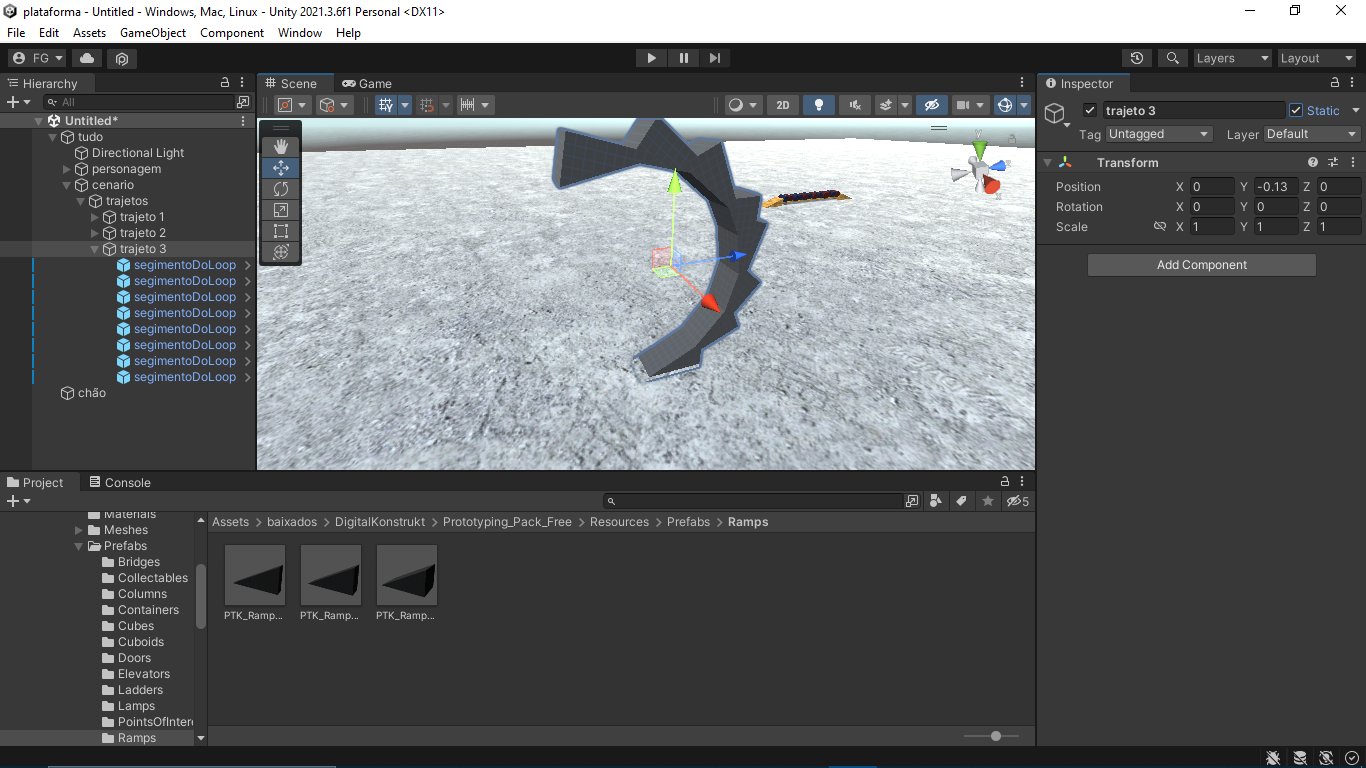 plataforma - Untitled - Windows, Mac, Linux - Unity 2021.3.6f1 Personal <DX11>
File Edit Assets GameObject Component Window Help
FG
Layers Layout
Hierarchy
All
Untitled*
tudo
Directional Light
personagem
cenario
trajetos
trajeto 1
trajeto 2
trajeto 3
segimentoDoLoop
segimentoDoLoop
segimentoDoLoop
segimentoDoLoop
segimentoDoLoop
segimentoDoLoop
segimentoDoLoop
segimentoDoLoop
chão
Scene Game
2D
y
x
Inspector
trajeto 3 Static
Tag Untagged Layer Default
Transform
Position X 0 Y -0.13 Z 0
Rotation X 0 Y 0 Z 0
Scale X 1 Y 1 Z 1
Add Component
Project Console
5
Materials
Meshes
Prefabs
Bridges
Collectables
Columns
Containers
Cubes
Cuboids
Doors
Elevators
Ladders
Lamps
PointsOfInter
Ramps
Assets > baixados > DigitalKonstrukt > Prototyping_Pack_Free > Resources > Prefabs > Ramps
PTK_Ramp... PTK_Ramp... PTK_Ramp...